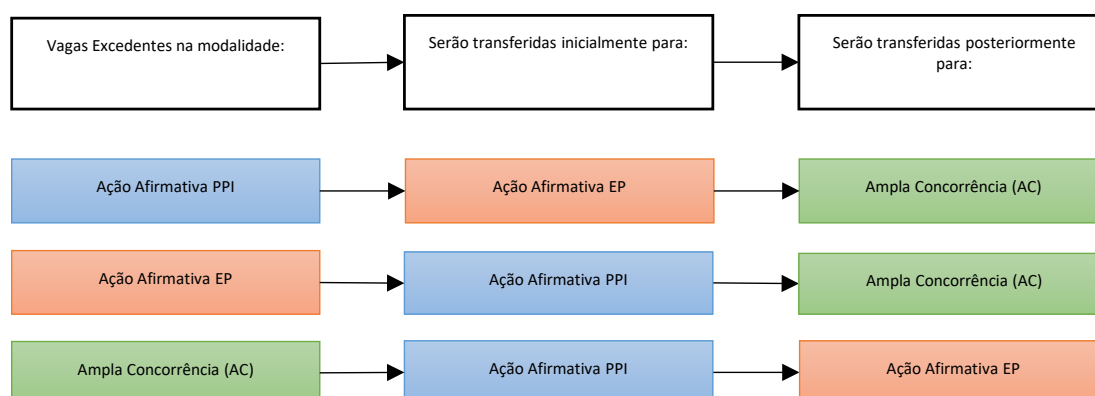 Vagas Excedentes na modalidade:
Serão transferidas inicialmente para:
Serão transferidas posteriormente
para:
Ação Afirmativa PPI
Ação Afirmativa EP
Ampla Concorrência (AC)
Ação Afirmativa EP
Ação Afirmativa PPI
Ampla Concorrência (AC)
Ampla Concorrência (AC)
Ação Afirmativa PPI
Ação Afirmativa EP